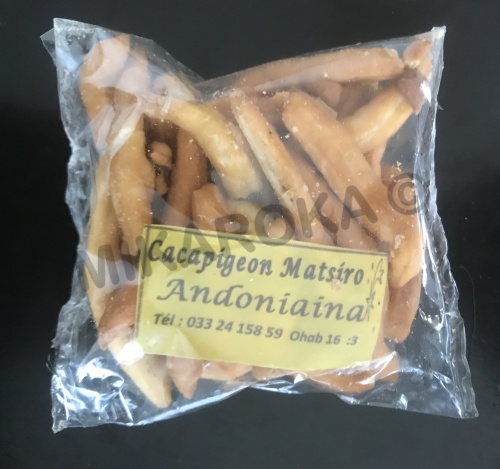 MIKAROKA ©
Cacapigeon Matsiro
Andoniaina
Tél : 033 24 158 59 Ohab 16 :3